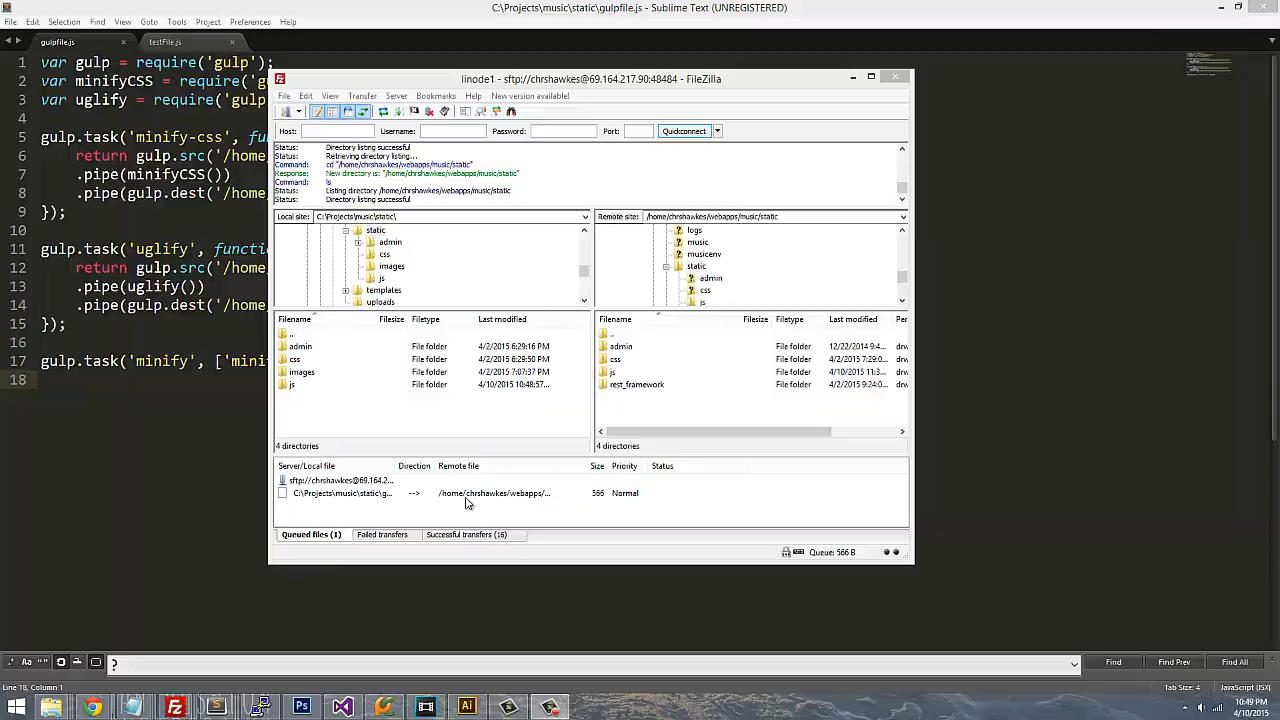 C:\Projects\music\static\gulpfile.js - Sublime Text (UNREGISTERED)
File Edit Selection Find View Goto Tools Project Preferences Help
gulpfile.js testFile.js
1 var gulp = require('gulp');
2 var minifyCSS = require('g
3 var uglify = require('gulp
4
5 gulp.task('minify-css', fu
6 return gulp.src('/home
7 .pipe(minifyCSS())
8 .pipe(gulp.dest('/home
9 });
10
11 gulp.task('uglify', functi
12 return gulp.src('/home
13 .pipe(uglify())
14 .pipe(gulp.dest('/home
15 });
16
17 gulp.task('minify', ['mini
18
linode1 - sftp://chrshawkes@69.164.217.90:48484 - FileZilla
File Edit View Transfer Server Bookmarks Help New version available!
Host: Username: Password: Port: Quickconnect
Status: Directory listing successful
Status: Retrieving directory listing...
Command: cd "/home/chrshawkes/webapps/music/static"
Response: New directory is: "/home/chrshawkes/webapps/music/static"
Command: ls
Status: Listing directory /home/chrshawkes/webapps/music/static
Status: Directory listing successful
Local site: C:\Projects\music\static\
static
admin
css
images
js
templates
uploads
Remote site: /home/chrshawkes/webapps/music/static
logs
music
musicenv
static
admin
css
js
Filename Filesize Filetype Last modified
..
admin File folder 4/2/2015 6:29:16 PM
css File folder 4/2/2015 6:29:50 PM
images File folder 4/2/2015 7:07:37 PM
js File folder 4/10/2015 10:48:57...
4 directories
Filename Filesize Filetype Last modified Per
..
admin File folder 12/22/2014 9:4... drw
css File folder 4/2/2015 7:29:0... drw
js File folder 4/10/2015 11:3... drw
rest_framework File folder 4/2/2015 9:24:0... drw
4 directories
Server/Local file Direction Remote file Size Priority Status
sftp://chrshawkes@69.164.2...
C:\Projects\music\static\g... --> /home/chrshawkes/webapps/... 566 Normal
Queued files (1) Failed transfers Successful transfers (16)
Queue: 566 B
.* Aa “” ? Find Find Prev Find All
Line 18, Column 1 Tab Size: 4 JavaScript (JSX)
Ps Ai
10:49 PM
4/10/2015